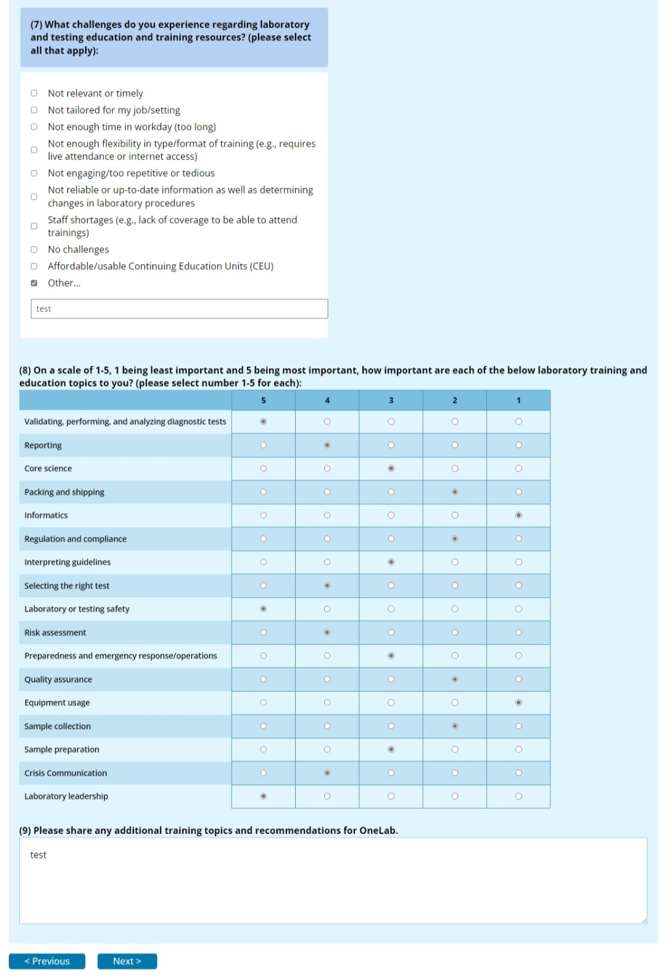 (7) What challenges do you experience regarding laboratory
and testing education and training resources? (please select
all that apply):
Not relevant or timely
Not tailored for my job/setting
Not enough time in workday (too long)
Not enough flexibility in type/format of training (e.g., requires
live attendance or internet access)
Not engaging/too repetitive or tedious
Not reliable or up-to-date information as well as determining
changes in laboratory procedures
Staff shortages (e.g., lack of coverage to be able to attend
trainings)
No challenges
Affordable/usable Continuing Education Units (CEU)
Other...
test
(8) On a scale of 1-5, 1 being least important and 5 being most important, how important are each of the below laboratory training and
education topics to you? (please select number 1-5 for each):
5 4 3 2 1
Validating, performing, and analyzing diagnostic tests
Reporting
Core science
Packing and shipping
Informatics
Regulation and compliance
Interpreting guidelines
Selecting the right test
Laboratory or testing safety
Risk assessment
Preparedness and emergency response/operations
Quality assurance
Equipment usage
Sample collection
Sample preparation
Crisis Communication
Laboratory leadership
(9) Please share any additional training topics and recommendations for OneLab.
test
< Previous Next >